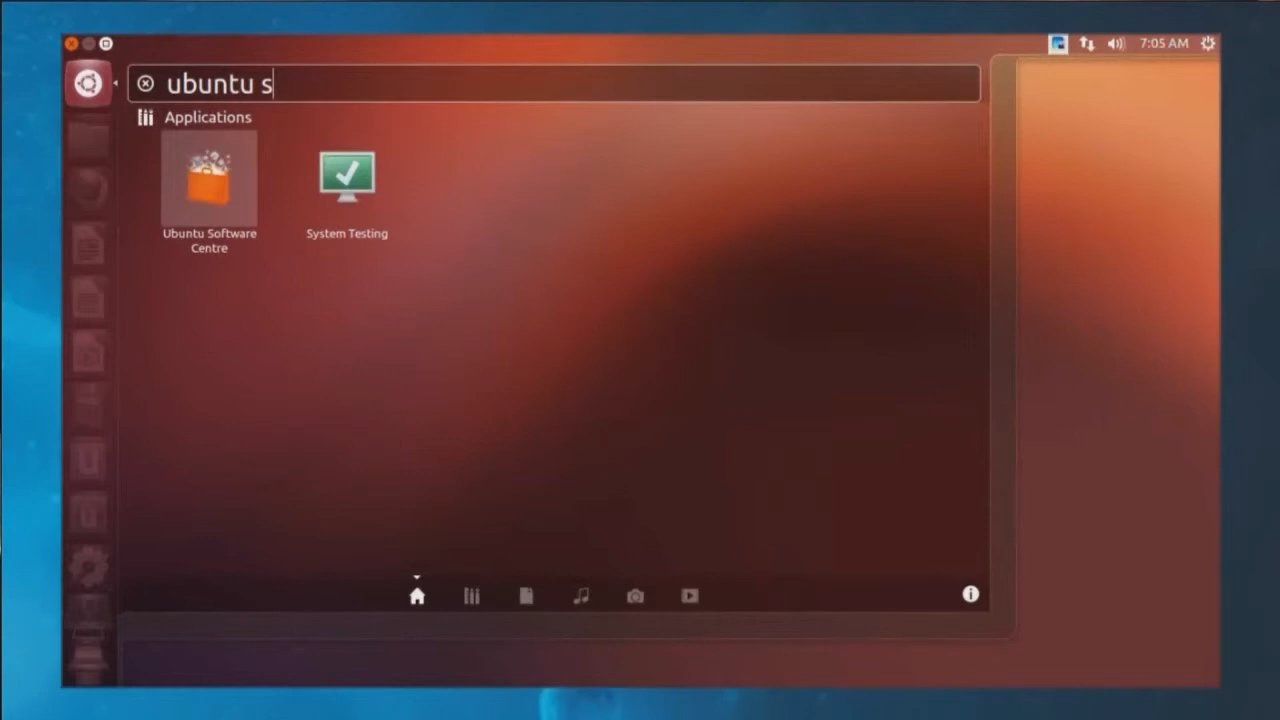 7:05 AM
ubuntu s
Applications
Ubuntu Software
Centre
System Testing